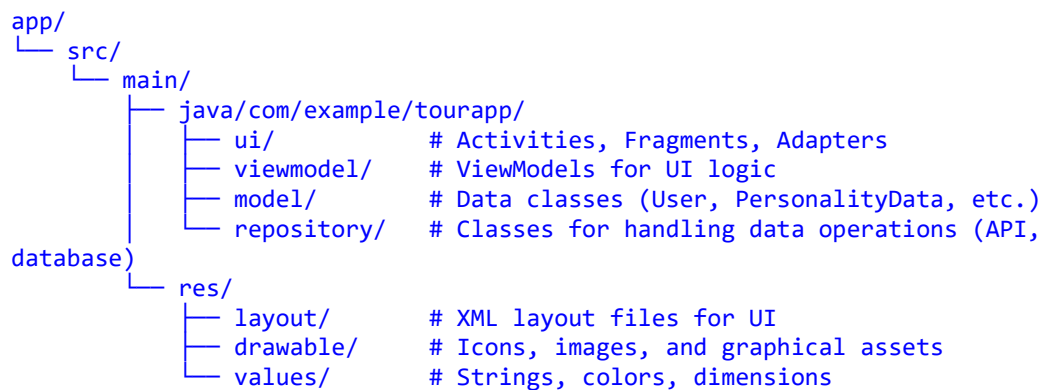 app/
└── src/
    └── main/
        ├── java/com/example/tourapp/
        │   ├── ui/            # Activities, Fragments, Adapters
        │   ├── viewmodel/     # ViewModels for UI logic
        │   ├── model/         # Data classes (User, PersonalityData, etc.)
        │   └── repository/    # Classes for handling data operations (API,
database)
        └── res/
            ├── layout/        # XML layout files for UI
            ├── drawable/      # Icons, images, and graphical assets
            └── values/        # Strings, colors, dimensions